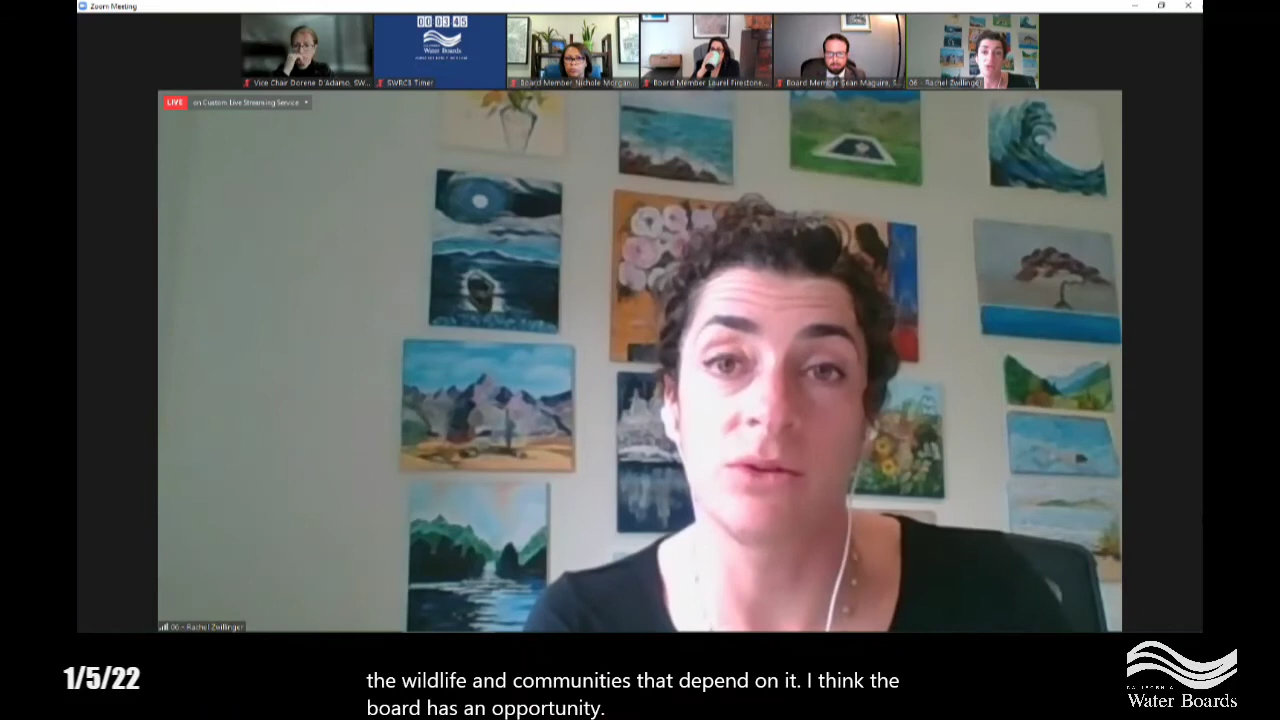 Zoom Meeting
00 03 45
CALIFORNIA
Water Boards
Vice Chair Dorene D'Adamo, SW...
SWRCB Timer
Board Member Nichole Morgan...
Board Member Laurel Firestone...
Board Member Sean Maguire, S...
06 - Rachel Zwillinger
LIVE on Custom Live Streaming Service
06 - Rachel Zwillinger
1/5/22
the wildlife and communities that depend on it. I think the
board has an opportunity.
CALIFORNIA
Water Boards